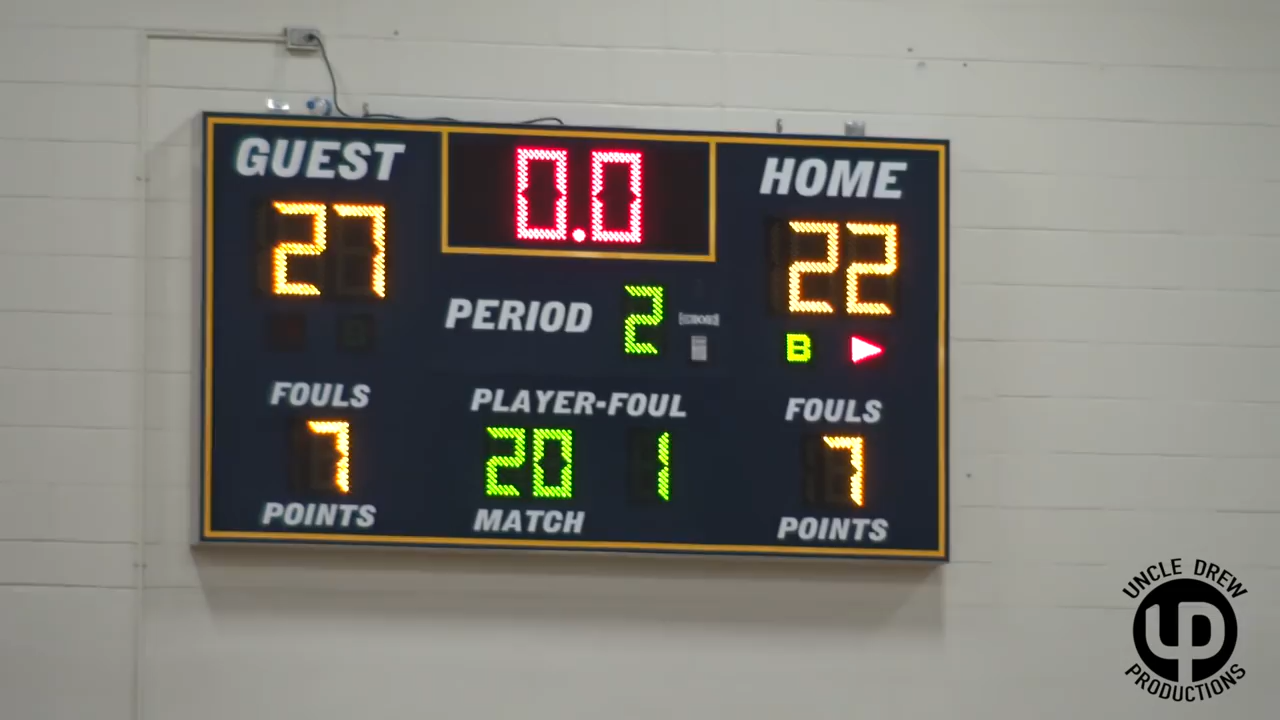 GUEST
0.0
HOME
27
22
PERIOD 2
B
FOULS
PLAYER-FOUL
FOULS
7
20 1
7
POINTS
MATCH
POINTS
UNCLE DREW
UP
PRODUCTIONS